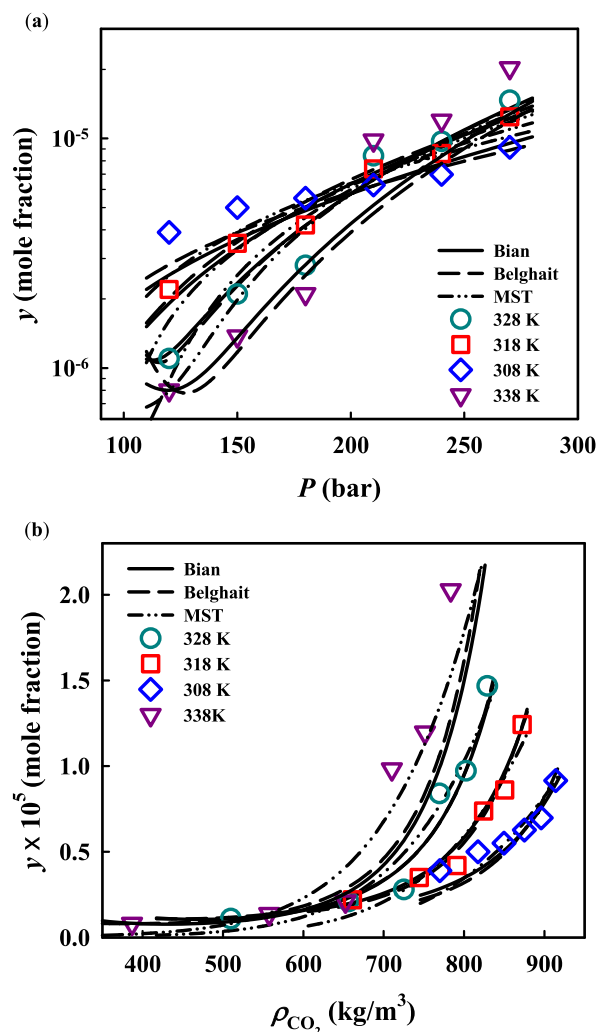 (a)
y (mole fraction)
10⁻⁵
10⁻⁶
Bian
Belghait
MST
328 K
318 K
308 K
338 K
100 150 200 250 300
P (bar)
(b)
y x 10⁵ (mole fraction)
2.0
1.5
1.0
0.5
0.0
Bian
Belghait
MST
328 K
318 K
308 K
338K
400 500 600 700 800 900
ρCO₂ (kg/m³)